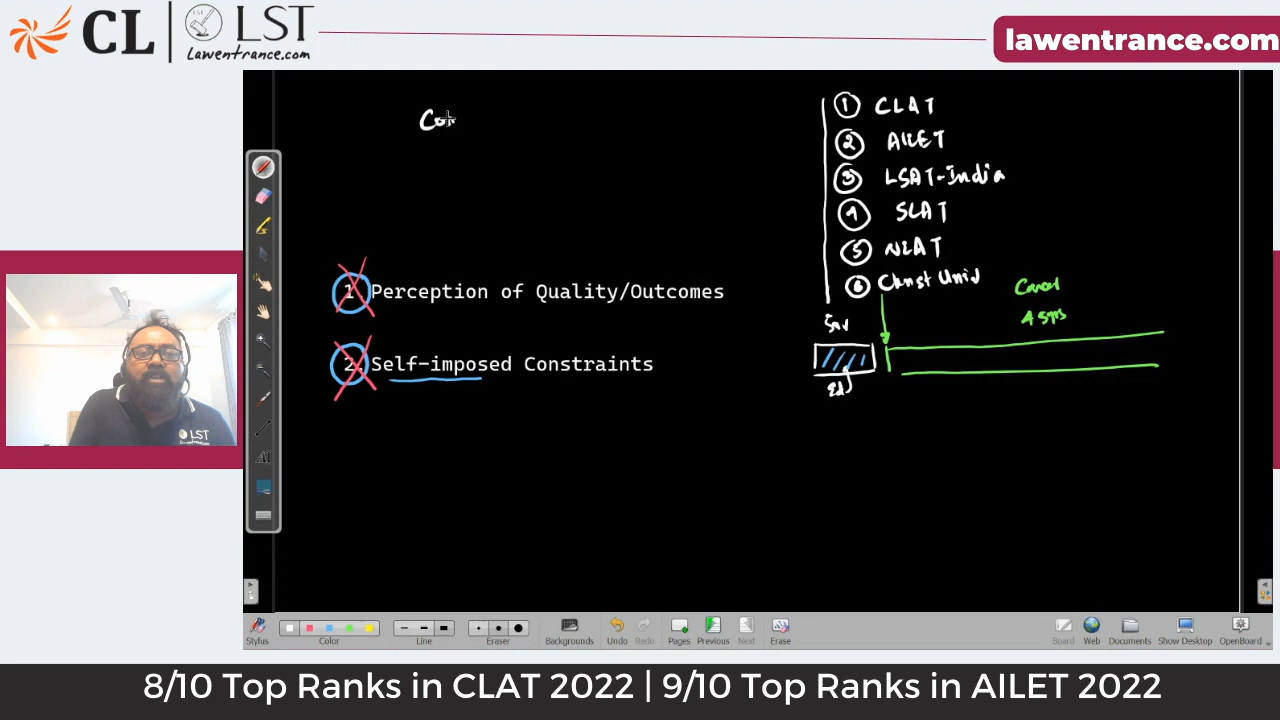 CL LST
Lawentrance.com
lawentrance.com
Co
1 CLAT
2 AILET
3 LSAT-India
4 SLAT
5 NLAT
6 Christ Univ
1. Perception of Quality/Outcomes
2. Self-imposed Constraints
LST
Stylus
Color
Line
Eraser
Backgrounds
Undo
Redo
Pages
Previous
Next
Erase
Board
Web
Documents
Show Desktop
OpenBoard
8/10 Top Ranks in CLAT 2022 | 9/10 Top Ranks in AILET 2022